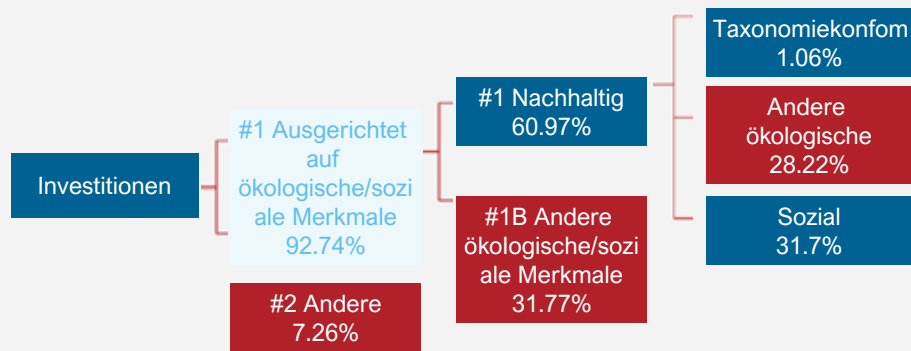 Investitionen
#1 Ausgerichtet
auf
ökologische/sozi
ale Merkmale
92.74%
#2 Andere
7.26%
#1 Nachhaltig
60.97%
#1B Andere
ökologische/sozi
ale Merkmale
31.77%
Taxonomiekonfom
1.06%
Andere
ökologische
28.22%
Sozial
31.7%